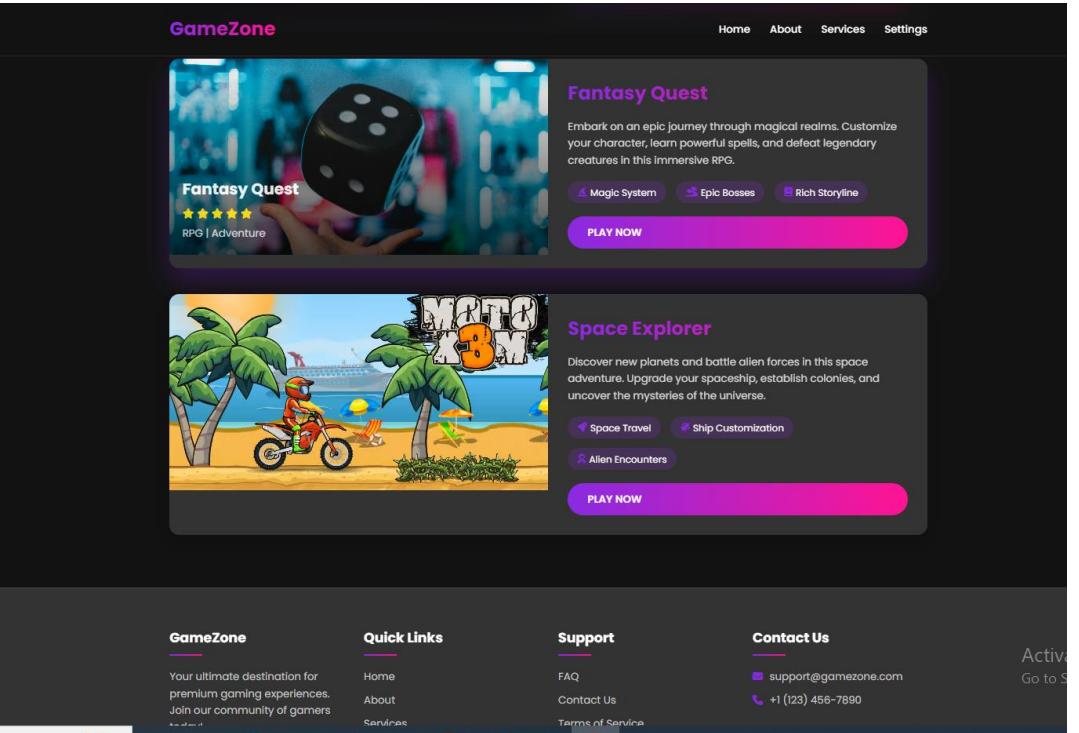 GameZone
Home About Services Settings
Fantasy Quest
★★★★★
RPG | Adventure
Fantasy Quest
Embark on an epic journey through magical realms. Customize
your character, learn powerful spells, and defeat legendary
creatures in this immersive RPG.
Magic System Epic Bosses Rich Storyline
PLAY NOW
MOTO
X3M
Space Explorer
Discover new planets and battle alien forces in this space
adventure. Upgrade your spaceship, establish colonies, and
uncover the mysteries of the universe.
Space Travel Ship Customization
Alien Encounters
PLAY NOW
GameZone
Your ultimate destination for
premium gaming experiences.
Join our community of gamers
today!
Quick Links
Home
About
Services
Support
FAQ
Contact Us
Terms of Service
Contact Us
support@gamezone.com
+1 (123) 456-7890
Activa
Go to S